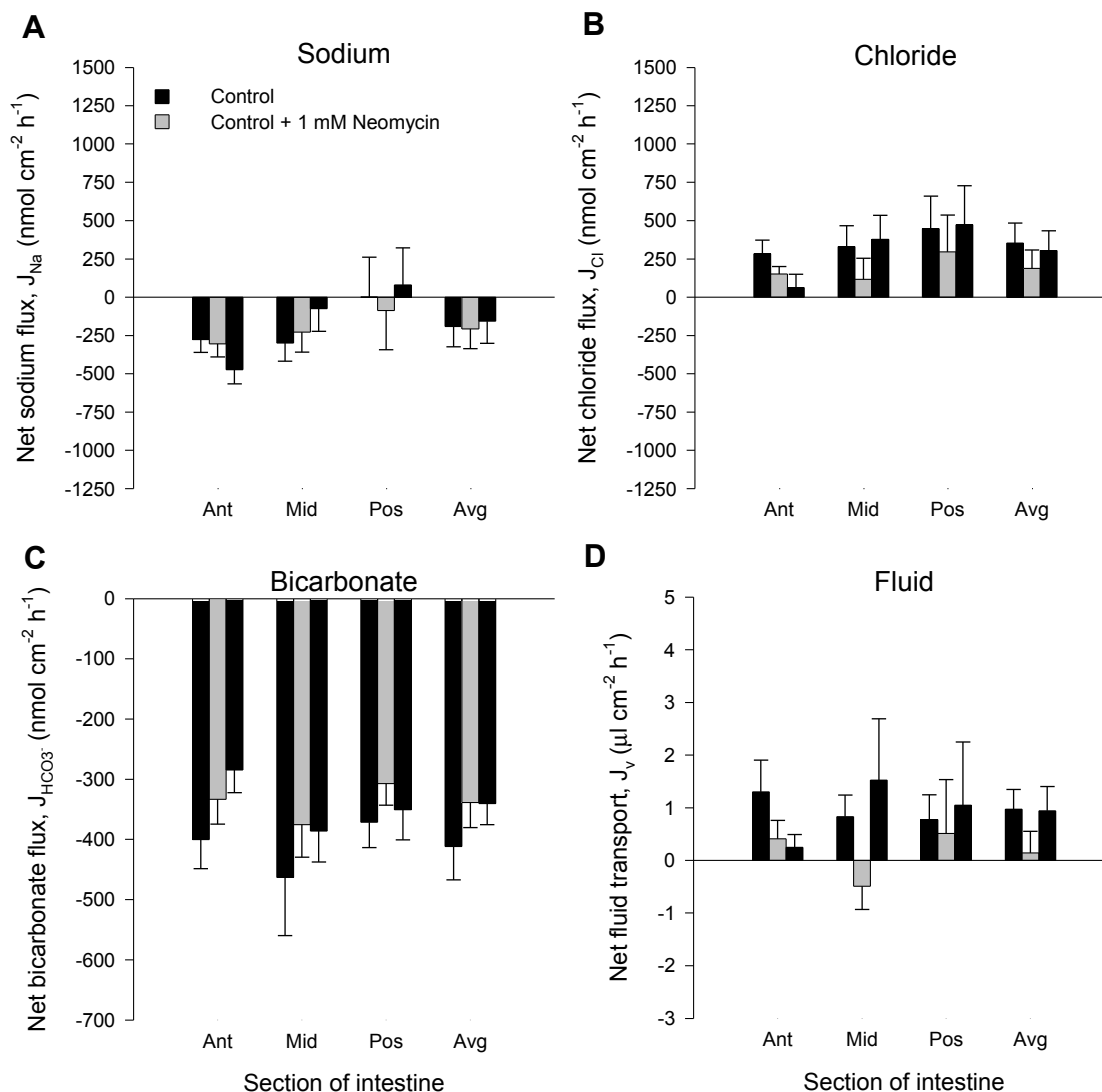 A
Sodium
Net sodium flux, J_Na (nmol cm^-2 h^-1)
1500
1250
1000
750
500
250
0
-250
-500
-750
-1000
-1250
Control
Control + 1 mM Neomycin
Ant Mid Pos Avg
B
Chloride
Net chloride flux, J_Cl (nmol cm^-2 h^-1)
1500
1250
1000
750
500
250
0
-250
-500
-750
-1000
-1250
Ant Mid Pos Avg
C
Bicarbonate
Net bicarbonate flux, J_HCO3^- (nmol cm^-2 h^-1)
0
-100
-200
-300
-400
-500
-600
-700
Ant Mid Pos Avg
Section of intestine
D
Fluid
Net fluid transport, J_v (μl cm^-2 h^-1)
5
4
3
2
1
0
-1
-2
-3
Ant Mid Pos Avg
Section of intestine